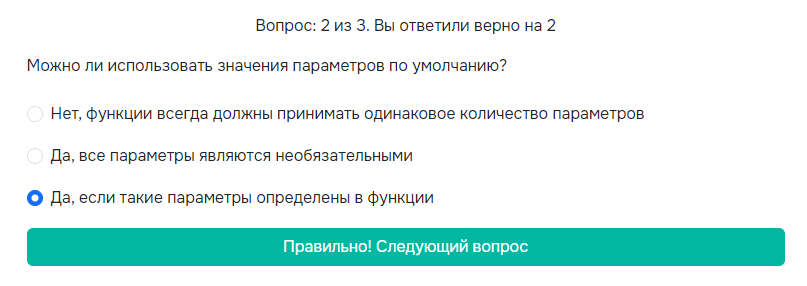 Вопрос: 2 из 3. Вы ответили верно на 2
Можно ли использовать значения параметров по умолчанию?
Нет, функции всегда должны принимать одинаковое количество параметров
Да, все параметры являются необязательными
Да, если такие параметры определены в функции
Правильно! Следующий вопрос